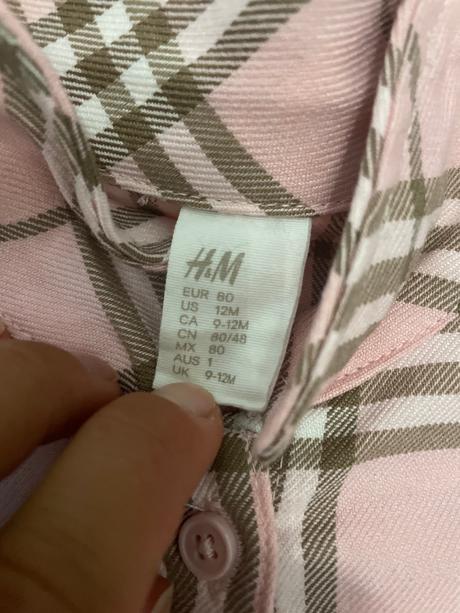 H&M
EUR 80
US 12M
CA 9-12M
CN 80/48
MX 80
AUS 1
UK 9-12M